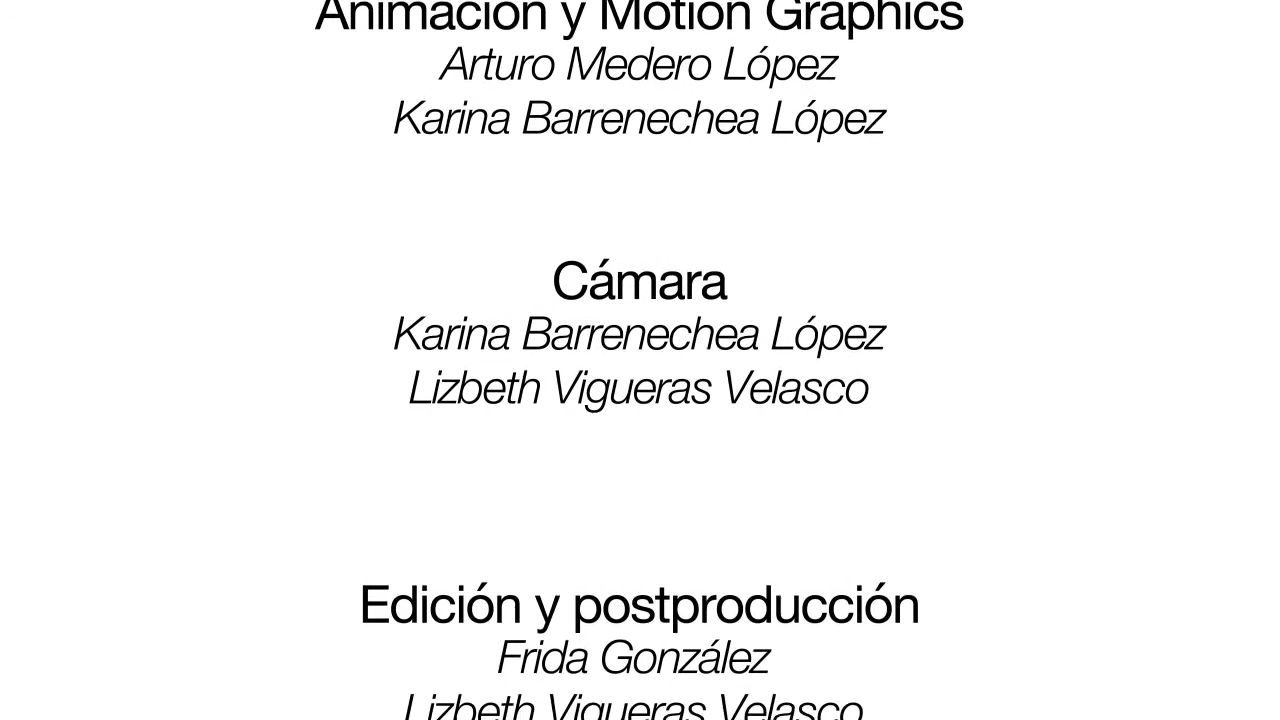 Animación y Motion Graphics
Arturo Medero López
Karina Barrenechea López
Cámara
Karina Barrenechea López
Lizbeth Vigueras Velasco
Edición y postproducción
Frida González
Lizbeth Vigueras Velasco